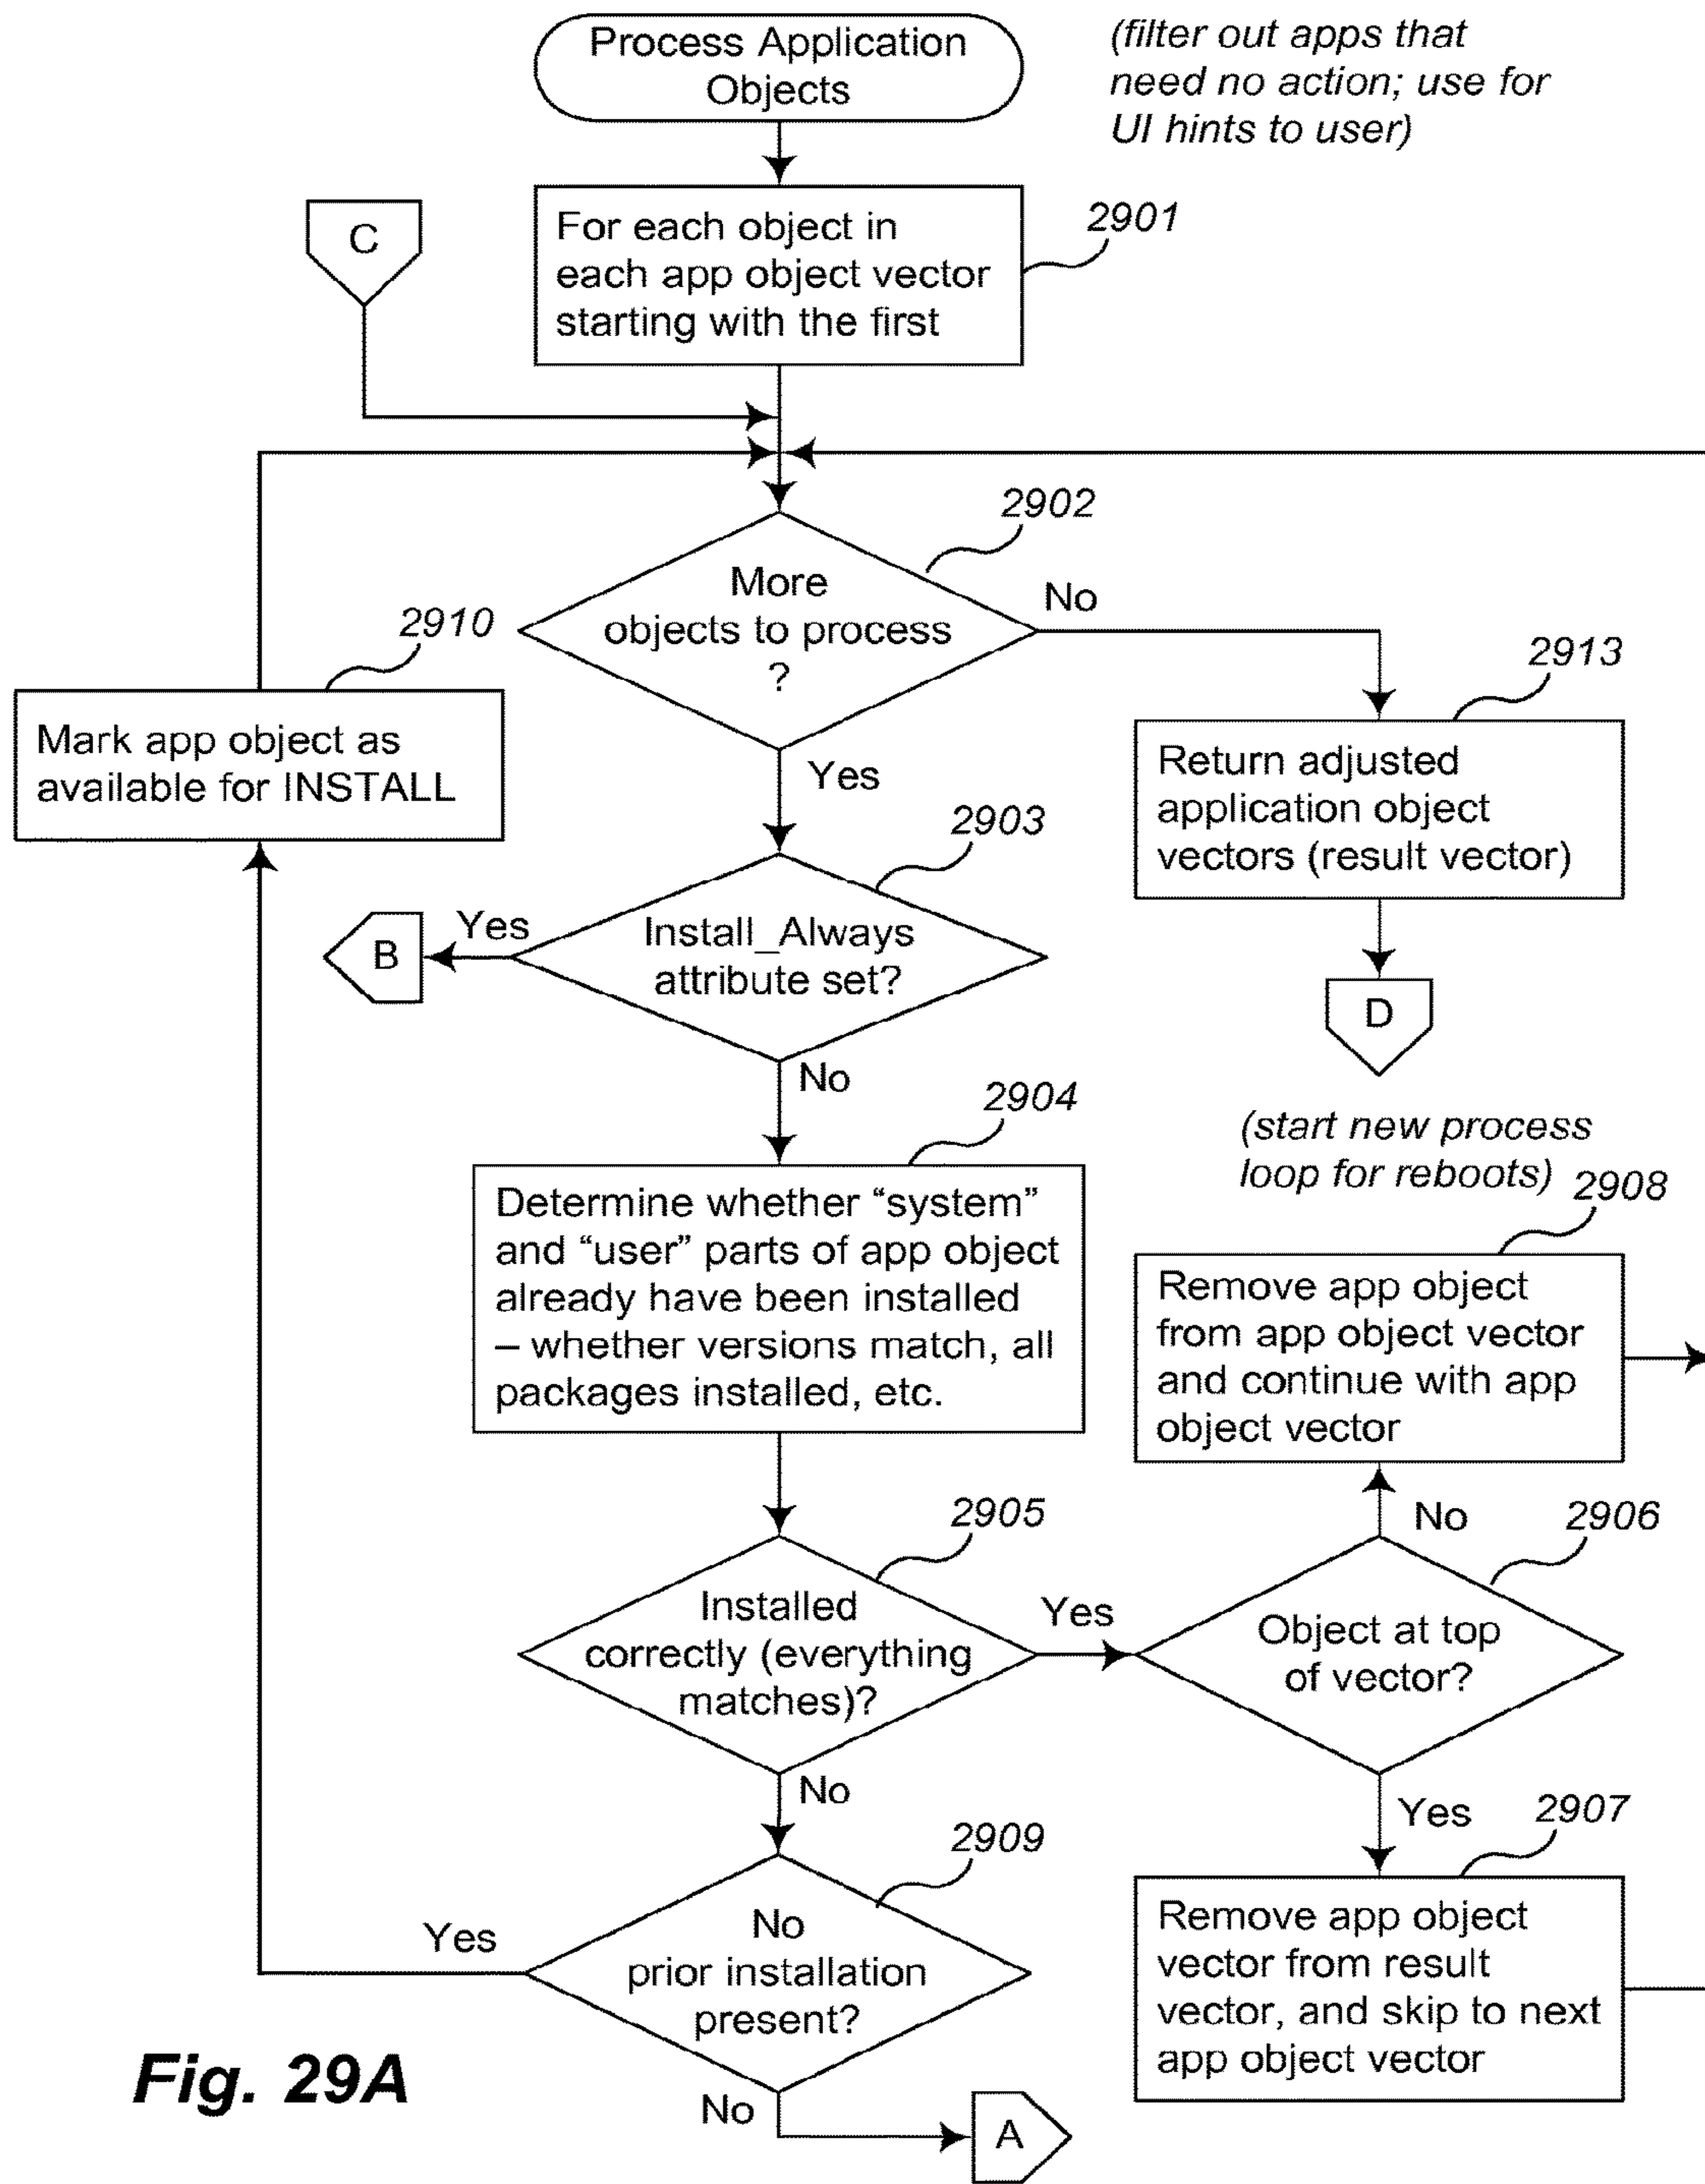 Process Application
Objects
(filter out apps that
need no action; use for
UI hints to user)
C
For each object in
each app object vector
starting with the first
2901
2902
More
objects to process
?
No
Yes
2910
Mark app object as
available for INSTALL
2913
Return adjusted
application object
vectors (result vector)
2903
Install_Always
attribute set?
Yes
B
No
D
(start new process
loop for reboots)
2904
Determine whether “system”
and “user” parts of app object
already have been installed
– whether versions match, all
packages installed, etc.
2908
Remove app object
from app object vector
and continue with app
object vector
2905
Installed
correctly (everything
matches)?
Yes
No
2906
Object at top
of vector?
No
Yes
2909
No
prior installation
present?
Yes
No
2907
Remove app object
vector from result
vector, and skip to next
app object vector
A
Fig. 29A